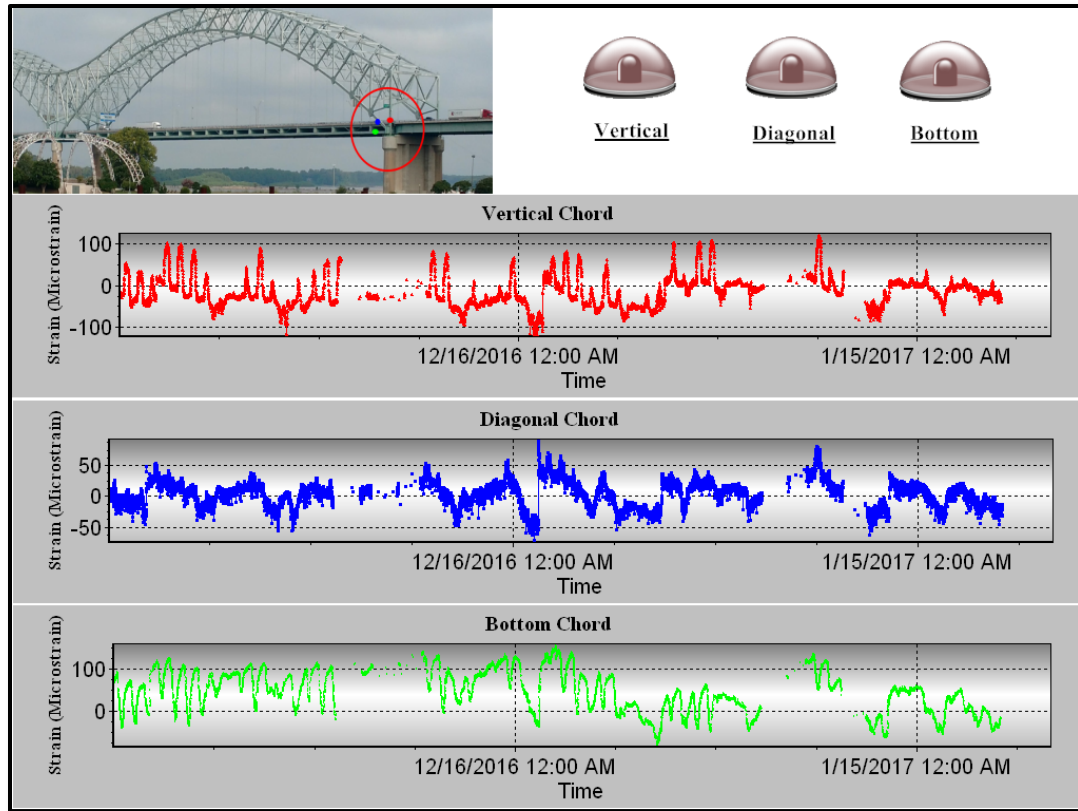 Vertical
Diagonal
Bottom
Vertical Chord
Strain (Microstrain)
100
0
-100
12/16/2016 12:00 AM
1/15/2017 12:00 AM
Time
Diagonal Chord
Strain (Microstrain)
50
0
-50
12/16/2016 12:00 AM
1/15/2017 12:00 AM
Time
Bottom Chord
Strain (Microstrain)
100
0
12/16/2016 12:00 AM
1/15/2017 12:00 AM
Time